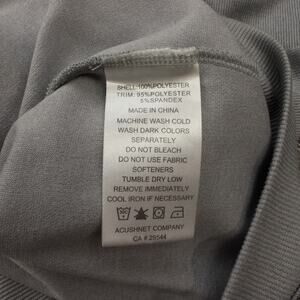 SHELL:100%POLYESTER
TRIM: 95%POLYESTER
5%SPANDEX
MADE IN CHINA
MACHINE WASH COLD
WASH DARK COLORS
SEPARATELY
DO NOT BLEACH
DO NOT USE FABRIC
SOFTENERS
TUMBLE DRY LOW
REMOVE IMMEDIATELY
COOL IRON IF NECESSARY
ACUSHNET COMPANY
CA # 29544